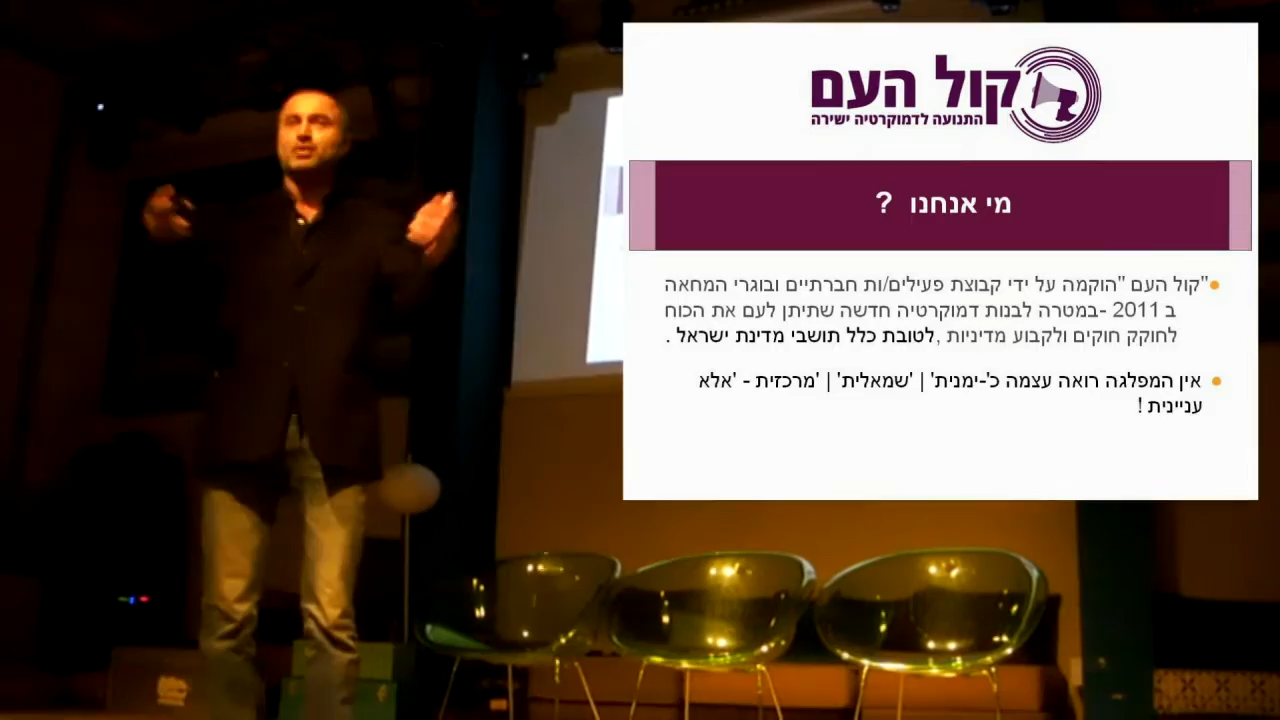 קול העם
התנועה לדמוקרטיה ישירה
מי אנחנו ?
"קול העם "הוקמה על ידי קבוצת פעילים/ות חברתיים ובוגרי המחאה
ב 2011 -במטרה לבנות דמוקרטיה חדשה שתיתן לעם את הכוח
לחוקק חוקים ולקבוע מדיניות ,לטובת כלל תושבי מדינת ישראל .
אין המפלגה רואה עצמה כ'-ימנית' | 'שמאלית' | 'מרכזית - 'אלא
עניינית !